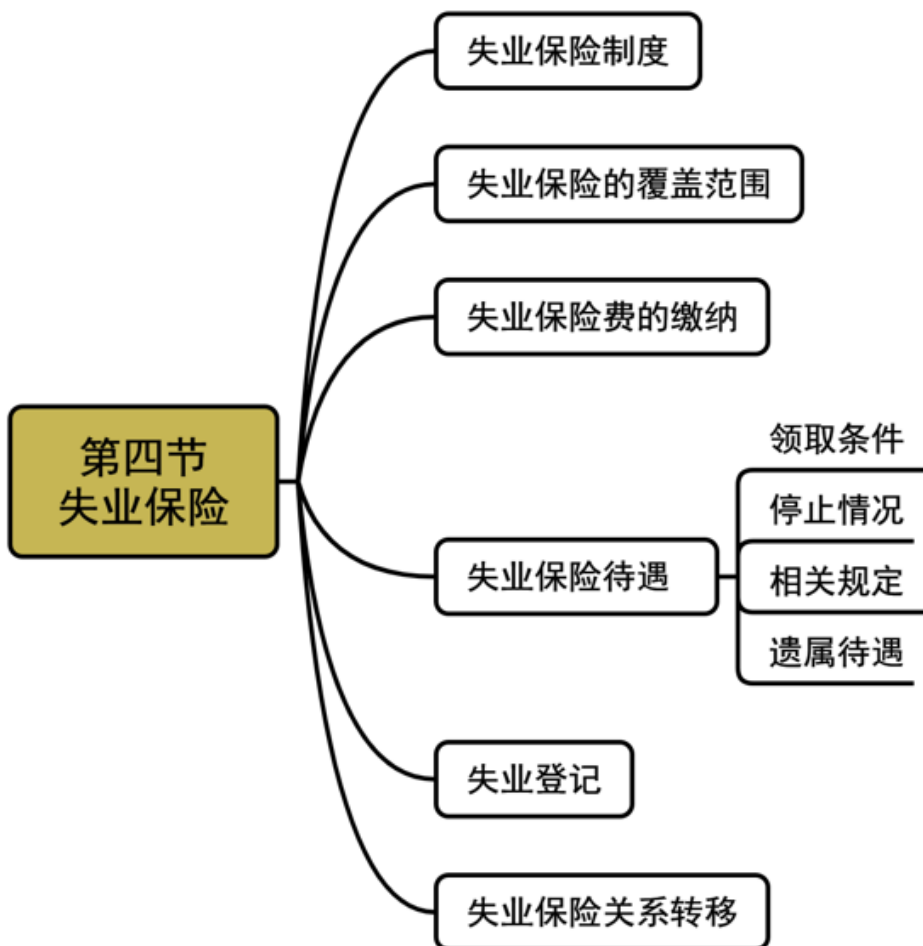 失业保险制度
失业保险的覆盖范围
失业保险费的缴纳
第四节
失业保险
失业保险待遇
领取条件
停止情况
相关规定
遗属待遇
失业登记
失业保险关系转移